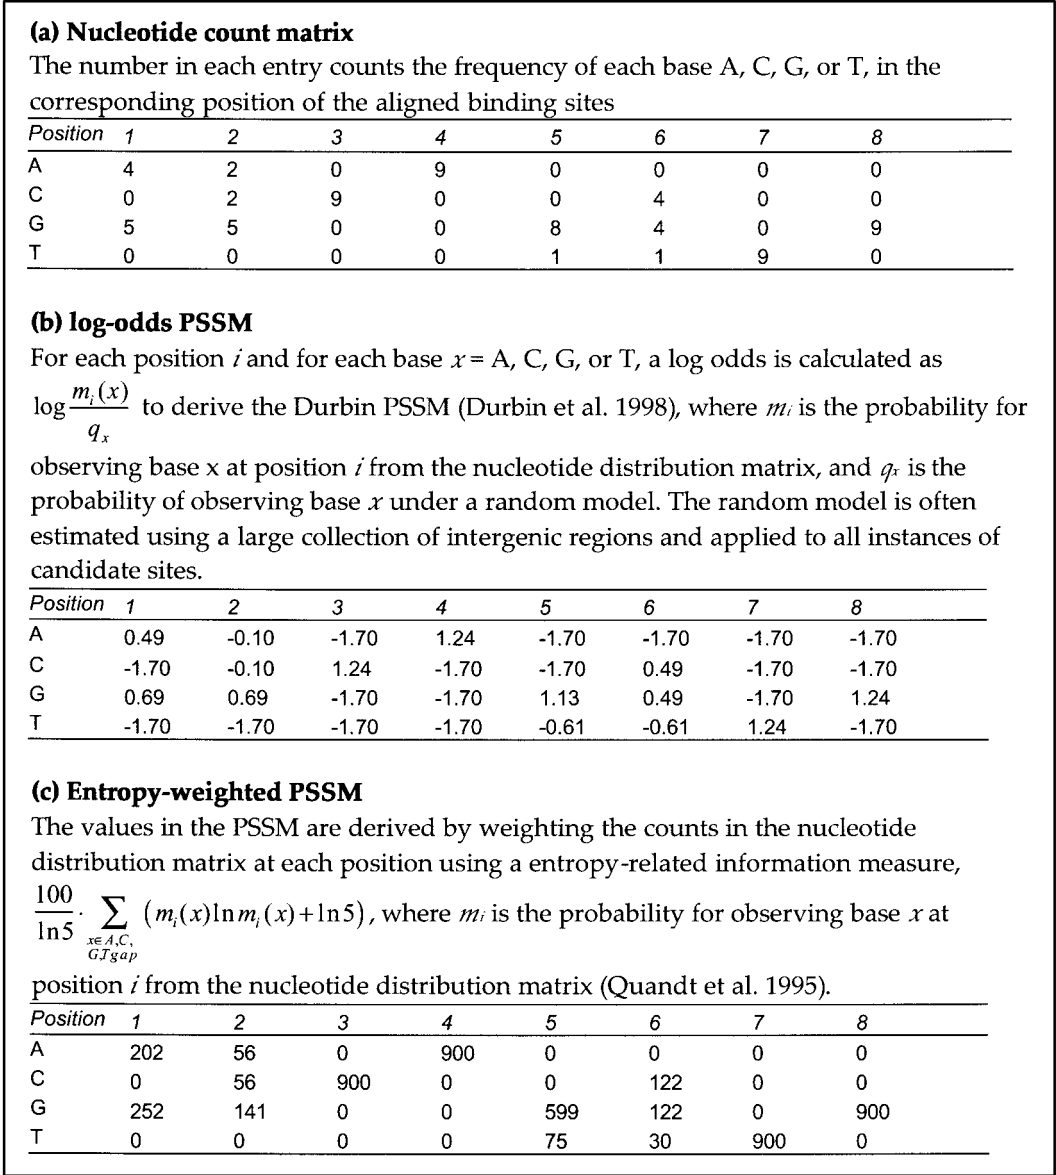 (a) Nucleotide count matrix
The number in each entry counts the frequency of each base A, C, G, or T, in the
corresponding position of the aligned binding sites
Position 1 2 3 4 5 6 7 8
A 4 2 0 9 0 0 0 0
C 0 2 9 0 0 4 0 0
G 5 5 0 0 8 4 0 9
T 0 0 0 0 1 1 9 0
(b) log-odds PSSM
For each position i and for each base x = A, C, G, or T, a log odds is calculated as
log m_i(x)/q_x to derive the Durbin PSSM (Durbin et al. 1998), where m_i is the probability for
observing base x at position i from the nucleotide distribution matrix, and q_x is the
probability of observing base x under a random model. The random model is often
estimated using a large collection of intergenic regions and applied to all instances of
candidate sites.
Position 1 2 3 4 5 6 7 8
A 0.49 -0.10 -1.70 1.24 -1.70 -1.70 -1.70 -1.70
C -1.70 -0.10 1.24 -1.70 -1.70 0.49 -1.70 -1.70
G 0.69 0.69 -1.70 -1.70 1.13 0.49 -1.70 1.24
T -1.70 -1.70 -1.70 -1.70 -0.61 -0.61 1.24 -1.70
(c) Entropy-weighted PSSM
The values in the PSSM are derived by weighting the counts in the nucleotide
distribution matrix at each position using a entropy-related information measure,
100/ln5 · ∑ x∈A,C, G,T gap (m_i(x)ln m_i(x)+ln5), where m_i is the probability for observing base x at
position i from the nucleotide distribution matrix (Quandt et al. 1995).
Position 1 2 3 4 5 6 7 8
A 202 56 0 900 0 0 0 0
C 0 56 900 0 0 122 0 0
G 252 141 0 0 599 122 0 900
T 0 0 0 0 75 30 900 0